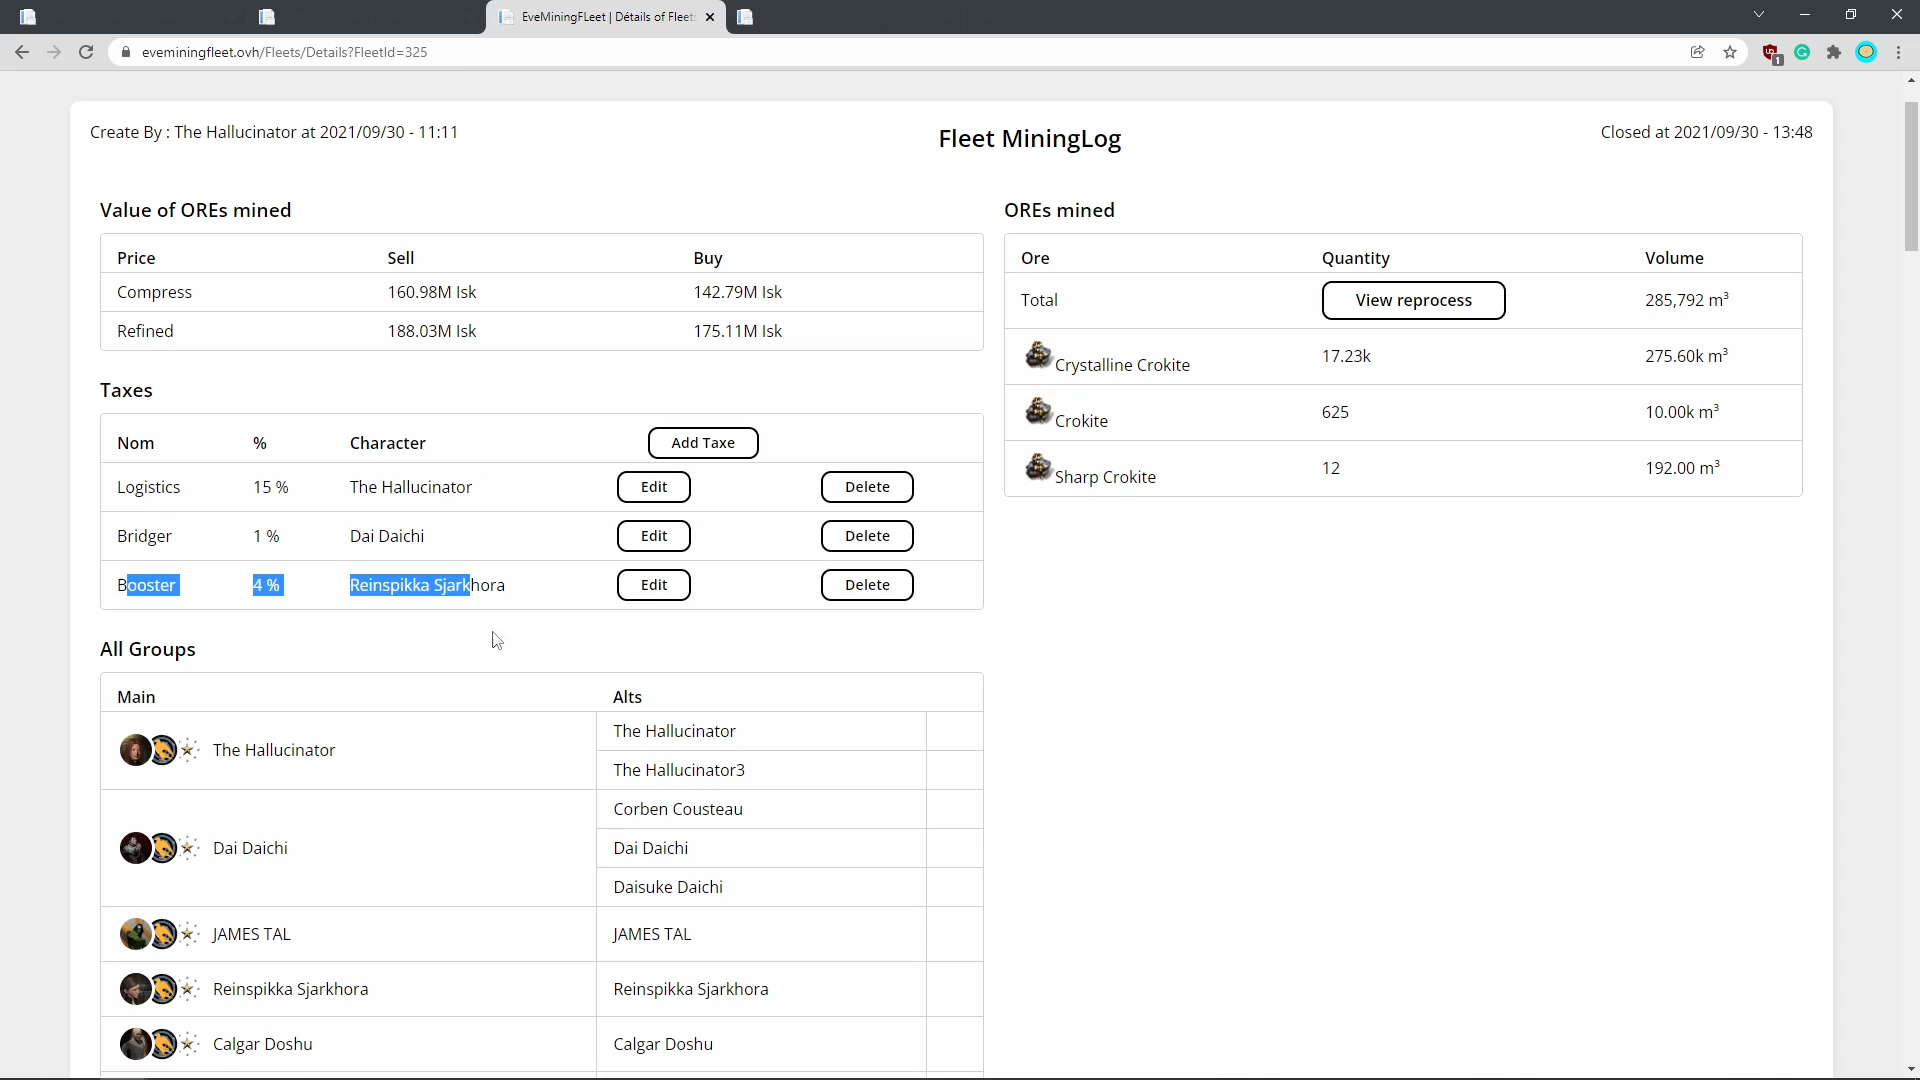 EveMiningFLeet | Détails of Fleets
eveminingfleet.ovh/Fleets/Details?FleetId=325
1
Create By : The Hallucinator at 2021/09/30 - 11:11
Fleet MiningLog
Closed at 2021/09/30 - 13:48
Value of OREs mined
Price Sell Buy
Compress 160.98M Isk 142.79M Isk
Refined 188.03M Isk 175.11M Isk
Taxes
Nom % Character Add Taxe
Logistics 15 % The Hallucinator Edit Delete
Bridger 1 % Dai Daichi Edit Delete
Booster 4 % Reinspikka Sjarkhora Edit Delete
All Groups
Main Alts
The Hallucinator
The Hallucinator
The Hallucinator3
Dai Daichi
Corben Cousteau
Dai Daichi
Daisuke Daichi
JAMES TAL JAMES TAL
Reinspikka Sjarkhora Reinspikka Sjarkhora
Calgar Doshu Calgar Doshu
OREs mined
Ore Quantity Volume
Total View reprocess 285,792 m³
Crystalline Crokite 17.23k 275.60k m³
Crokite 625 10.00k m³
Sharp Crokite 12 192.00 m³